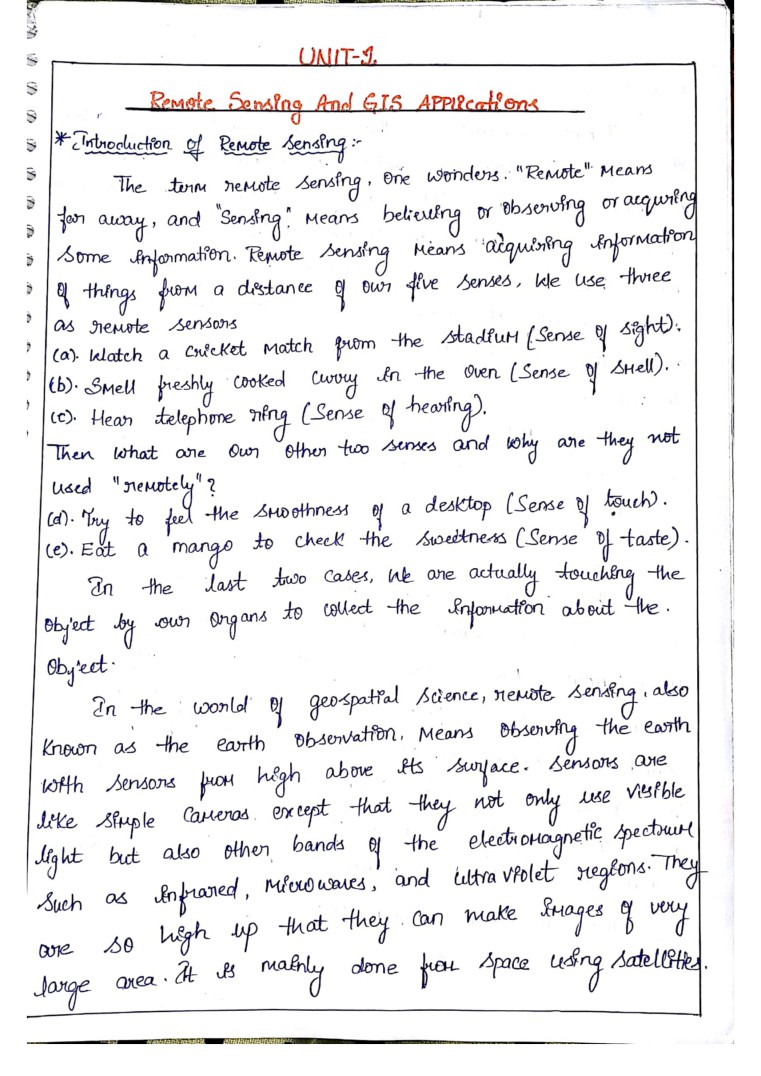 UNIT-1.
Remote Sensing And GIS Applications
* Introduction of Remote Sensing :-
The term remote sensing, one wonders. "Remote" Means
far away, and "Sensing". Means believing or observing or acquring
some information. Remote sensing Means acquising information
of things from a distance of our five senses, we use three
as remote sensors
(a). Watch a cricket match from the stadium (Sense of sight).
(b). Smell freshly cooked curry in the oven (Sense of smell).
(c). Hear telephone ring (Sense of hearing).
Then what are our other two senses and why are they not
used "remotely"?
(d). Try to feel the smoothness of a desktop (Sense of touch).
(e). Eat a mango to check the sweetness (Sense of taste).
In the last two cases, we are actually touching the
object by our organs to collect the information about the.
object.
In the world of geospatial science, remote sensing, also
known as the earth observation, Means observing the earth
with sensors from high above its surface. Sensors are
like simple cameras except that they not only use visible
light but also other bands of the electromagnetic spectrum
such as infrared, microwaves, and ultra violet regions. They
are so high up that they can make images of very
large area. It is mainly done from space using satellites.